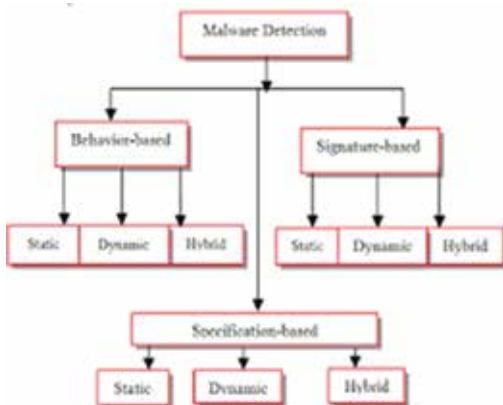 Malware Detection
Behavior-based
Signature-based
Static Dynamic Hybrid
Static Dynamic Hybrid
Specification-based
Static Dynamic Hybrid